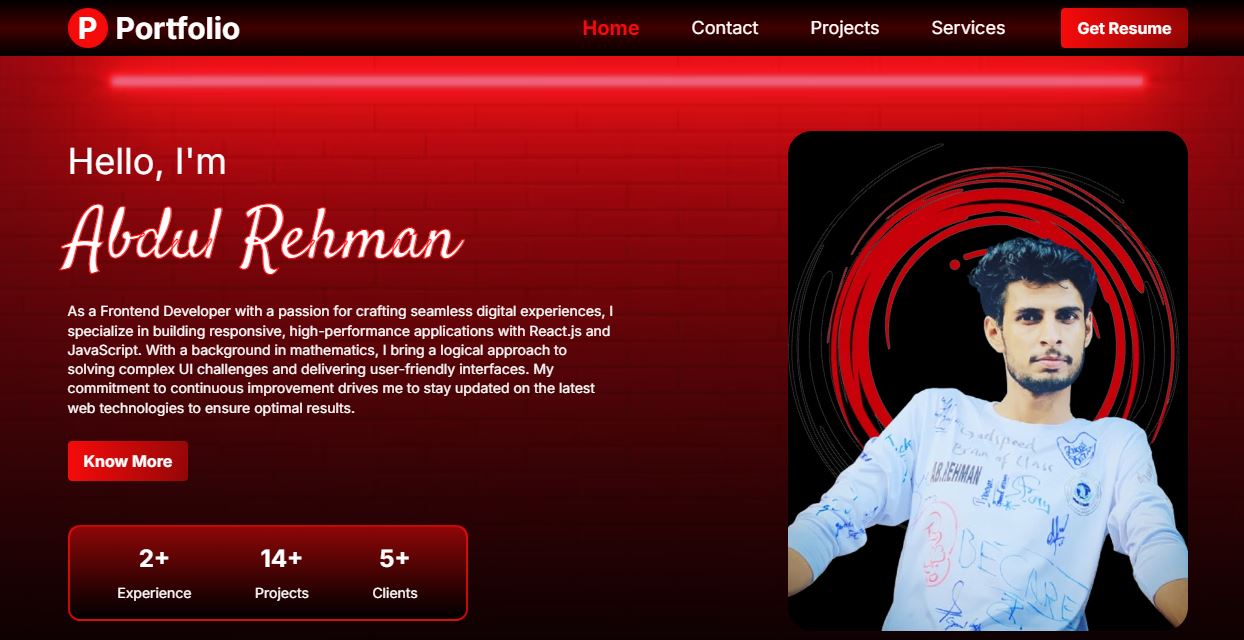 P Portfolio
Home Contact Projects Services Get Resume
Hello, I'm
Abdul Rehman
As a Frontend Developer with a passion for crafting seamless digital experiences, I
specialize in building responsive, high-performance applications with React.js and
JavaScript. With a background in mathematics, I bring a logical approach to
solving complex UI challenges and delivering user-friendly interfaces. My
commitment to continuous improvement drives me to stay updated on the latest
web technologies to ensure optimal results.
Know More
2+ 14+ 5+
Experience Projects Clients
Goodspeed
Brain of Class
AB.REHMAN